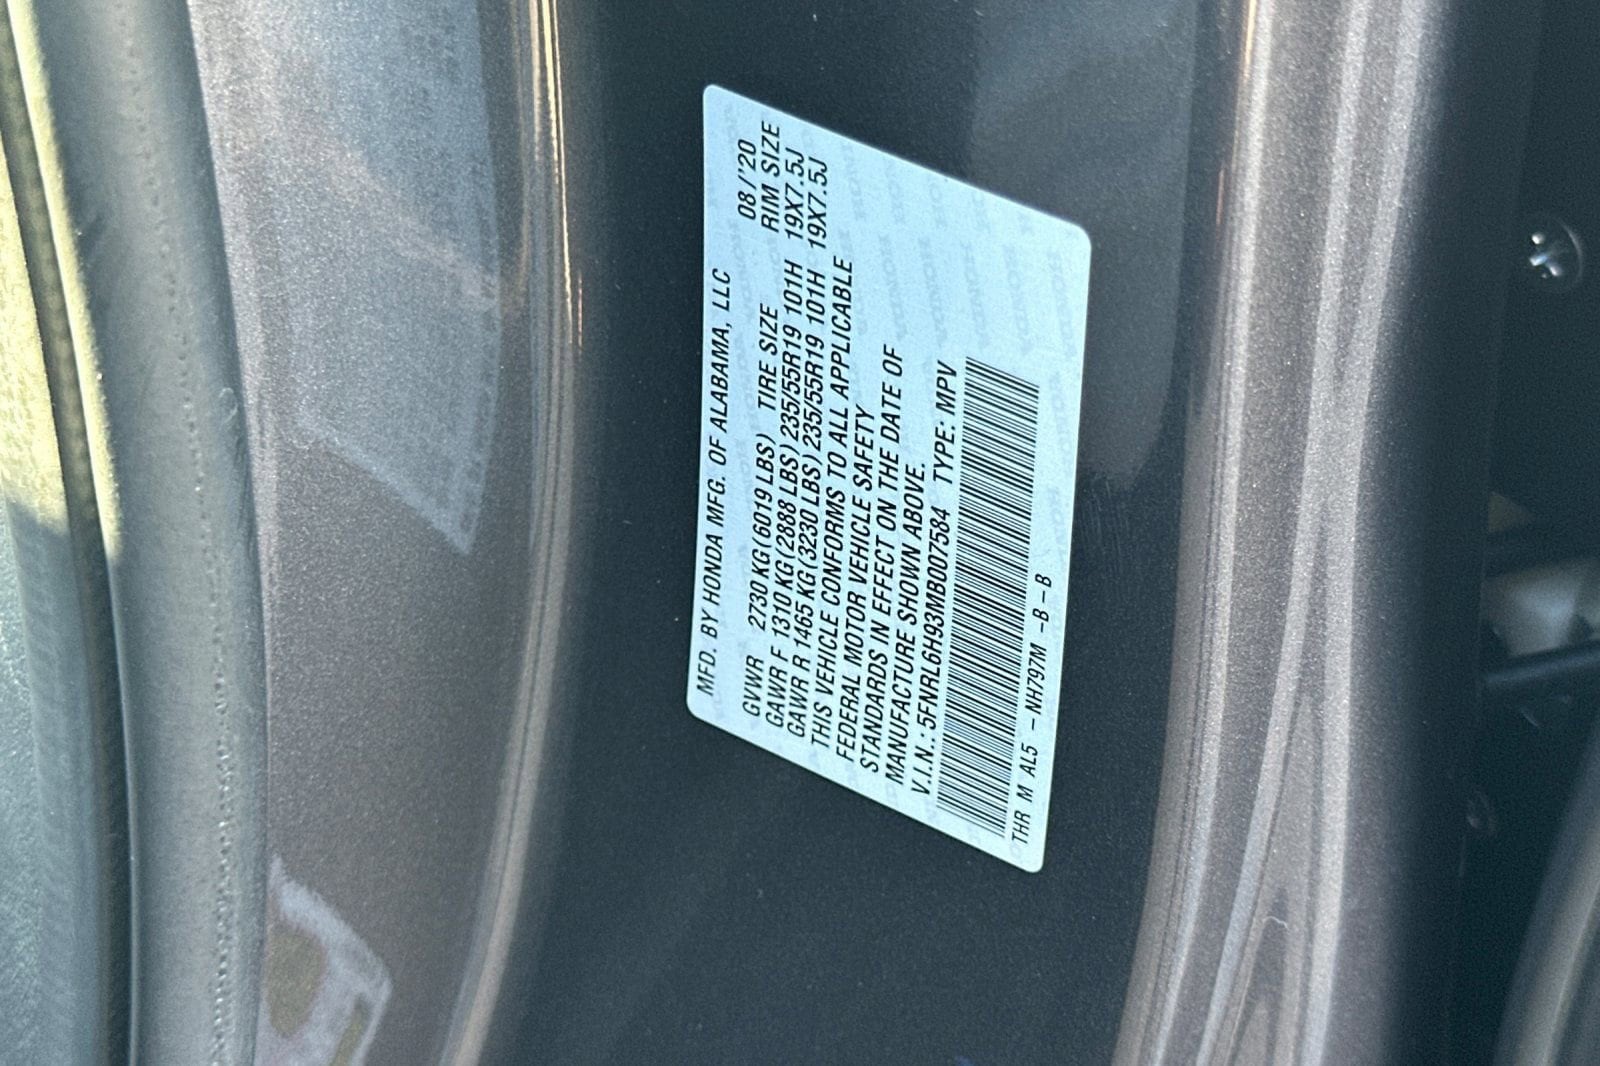 MFD. BY HONDA MFG. OF ALABAMA, LLC 08/'20
GVWR 2730 KG (6019 LBS) TIRE SIZE RIM SIZE
GAWR F 1310 KG (2888 LBS) 235/55R19 101H 19X7.5J
GAWR R 1465 KG (3230 LBS) 235/55R19 101H 19X7.5J
THIS VEHICLE CONFORMS TO ALL APPLICABLE
FEDERAL MOTOR VEHICLE SAFETY
STANDARDS IN EFFECT ON THE DATE OF
MANUFACTURE SHOWN ABOVE.
V.I.N.: 5FNRL6H93MB007584 TYPE: MPV
THR M AL5 -NH797M -B-B